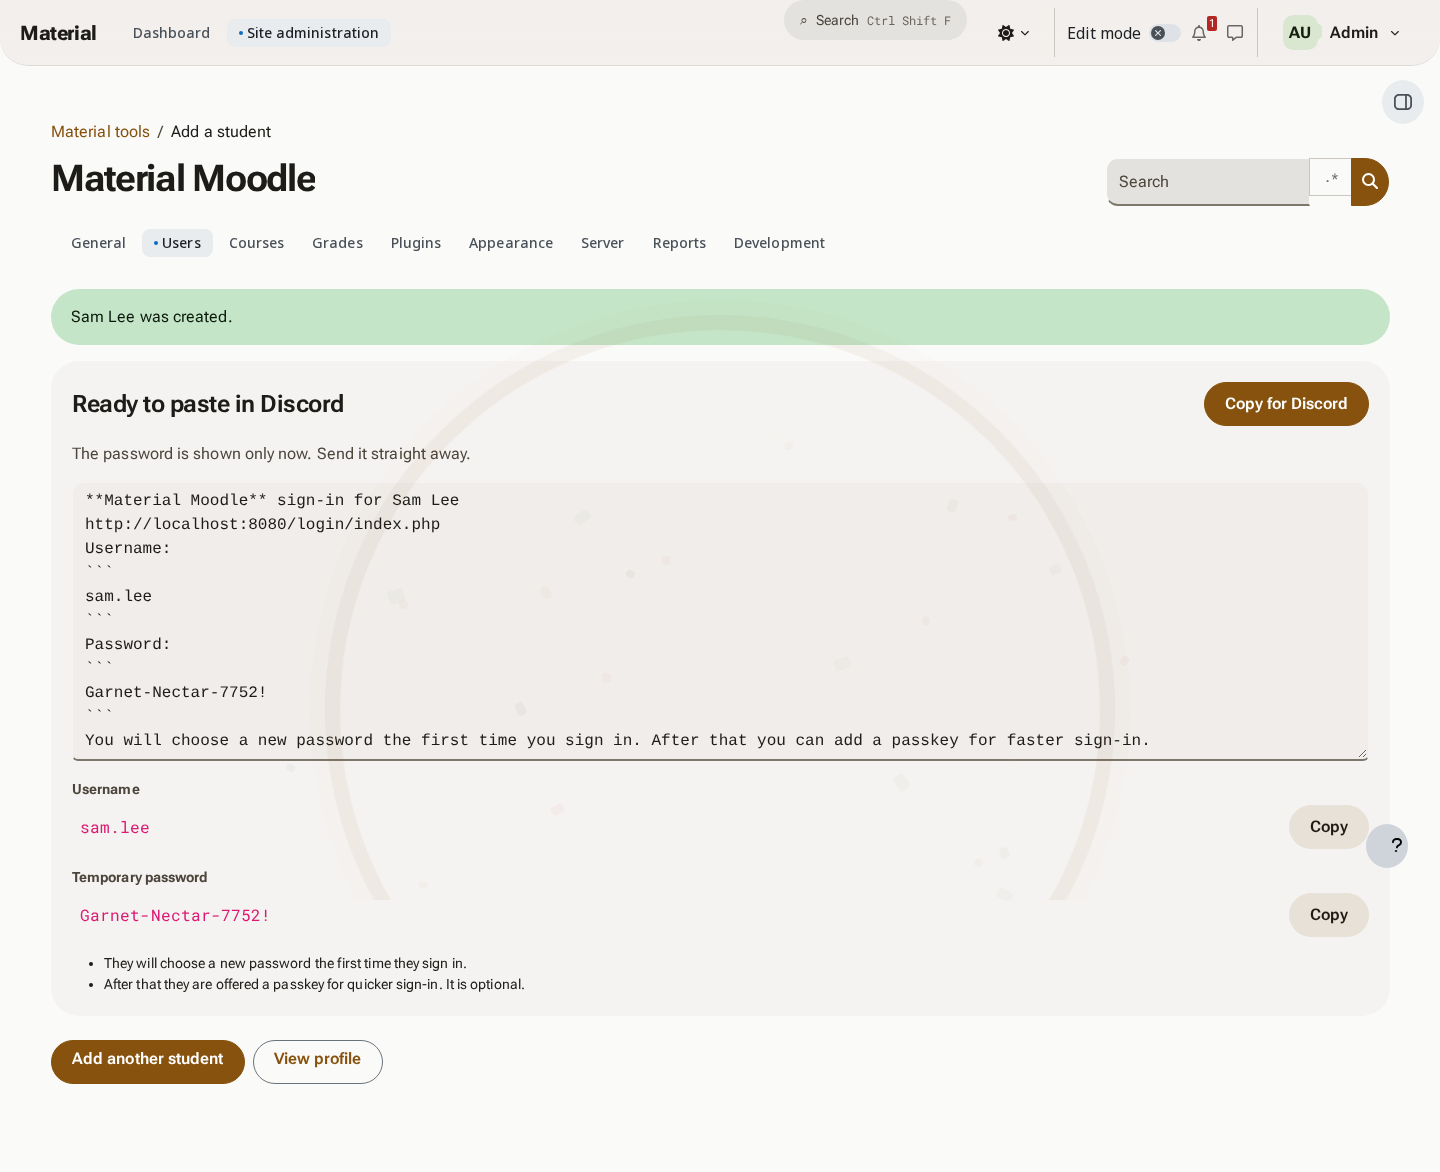 Material
Dashboard
Site administration
Search Ctrl Shift F
Edit mode
1
AU Admin
Material tools / Add a student
Material Moodle
Search .*
General Users Courses Grades Plugins Appearance Server Reports Development
Sam Lee was created.
Ready to paste in Discord
Copy for Discord
The password is shown only now. Send it straight away.
**Material Moodle** sign-in for Sam Lee
http://localhost:8080/login/index.php
Username:
```
sam.lee
```
Password:
```
Garnet-Nectar-7752!
```
You will choose a new password the first time you sign in. After that you can add a passkey for faster sign-in.
Username
sam.lee
Copy
?
Temporary password
Garnet-Nectar-7752!
Copy
• They will choose a new password the first time they sign in.
• After that they are offered a passkey for quicker sign-in. It is optional.
Add another student
View profile